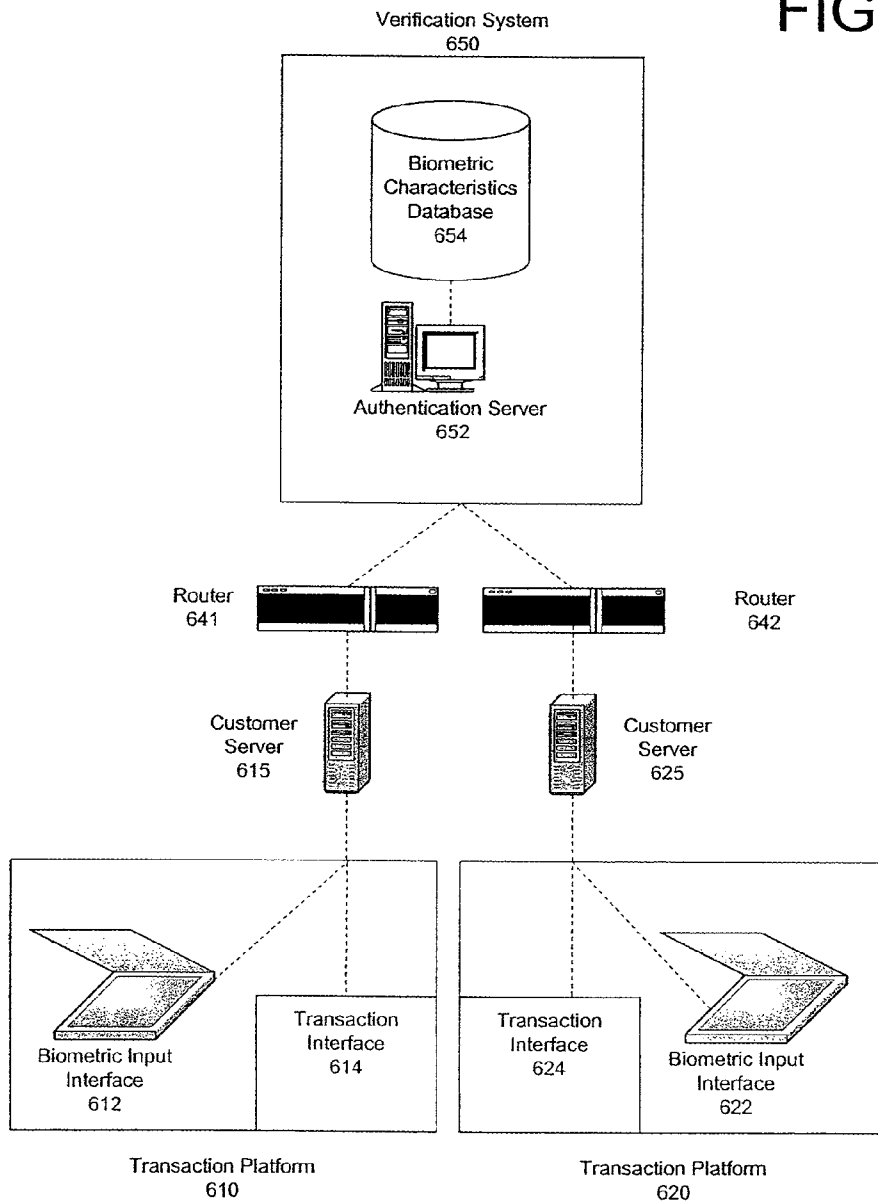 FIG
Verification System
650
Biometric
Characteristics
Database
654
Authentication Server
652
Router
641
Router
642
Customer
Server
615
Customer
Server
625
Biometric Input
Interface
612
Transaction
Interface
614
Transaction
Interface
624
Biometric Input
Interface
622
Transaction Platform
610
Transaction Platform
620